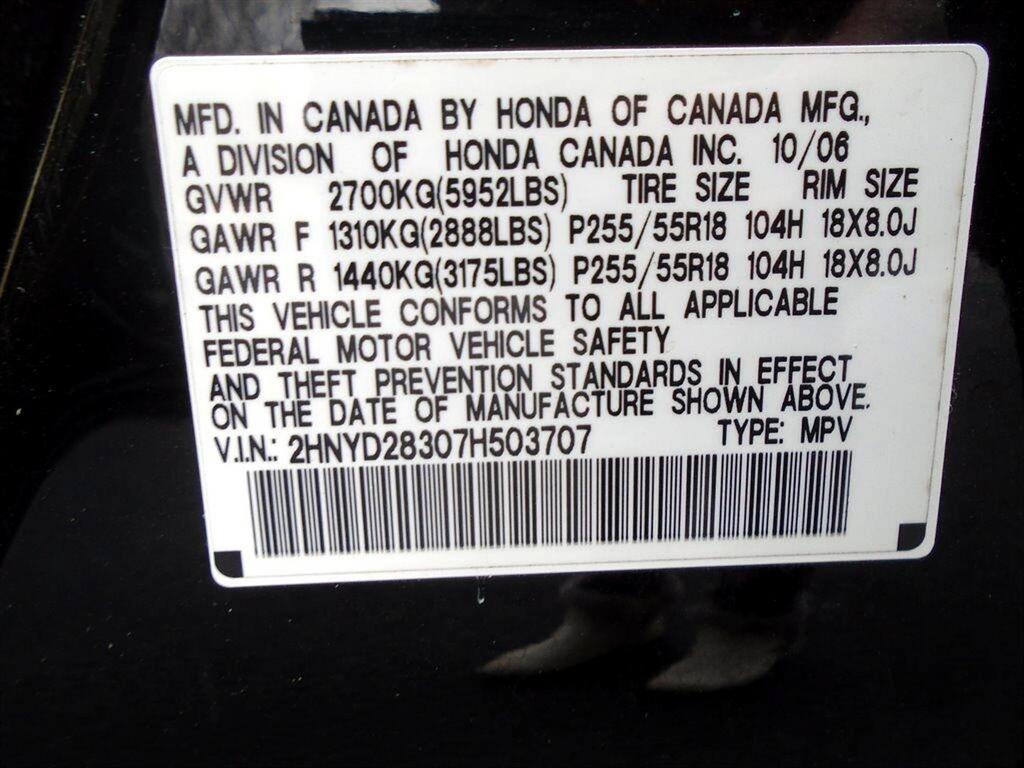 MFD. IN CANADA BY HONDA OF CANADA MFG.,
A DIVISION OF HONDA CANADA INC. 10/06
GVWR 2700KG(5952LBS) TIRE SIZE RIM SIZE
GAWR F 1310KG(2888LBS) P255/55R18 104H 18X8.0J
GAWR R 1440KG(3175LBS) P255/55R18 104H 18X8.0J
THIS VEHICLE CONFORMS TO ALL APPLICABLE
FEDERAL MOTOR VEHICLE SAFETY
AND THEFT PREVENTION STANDARDS IN EFFECT
ON THE DATE OF MANUFACTURE SHOWN ABOVE.
V.I.N.: 2HNYD28307H503707 TYPE: MPV